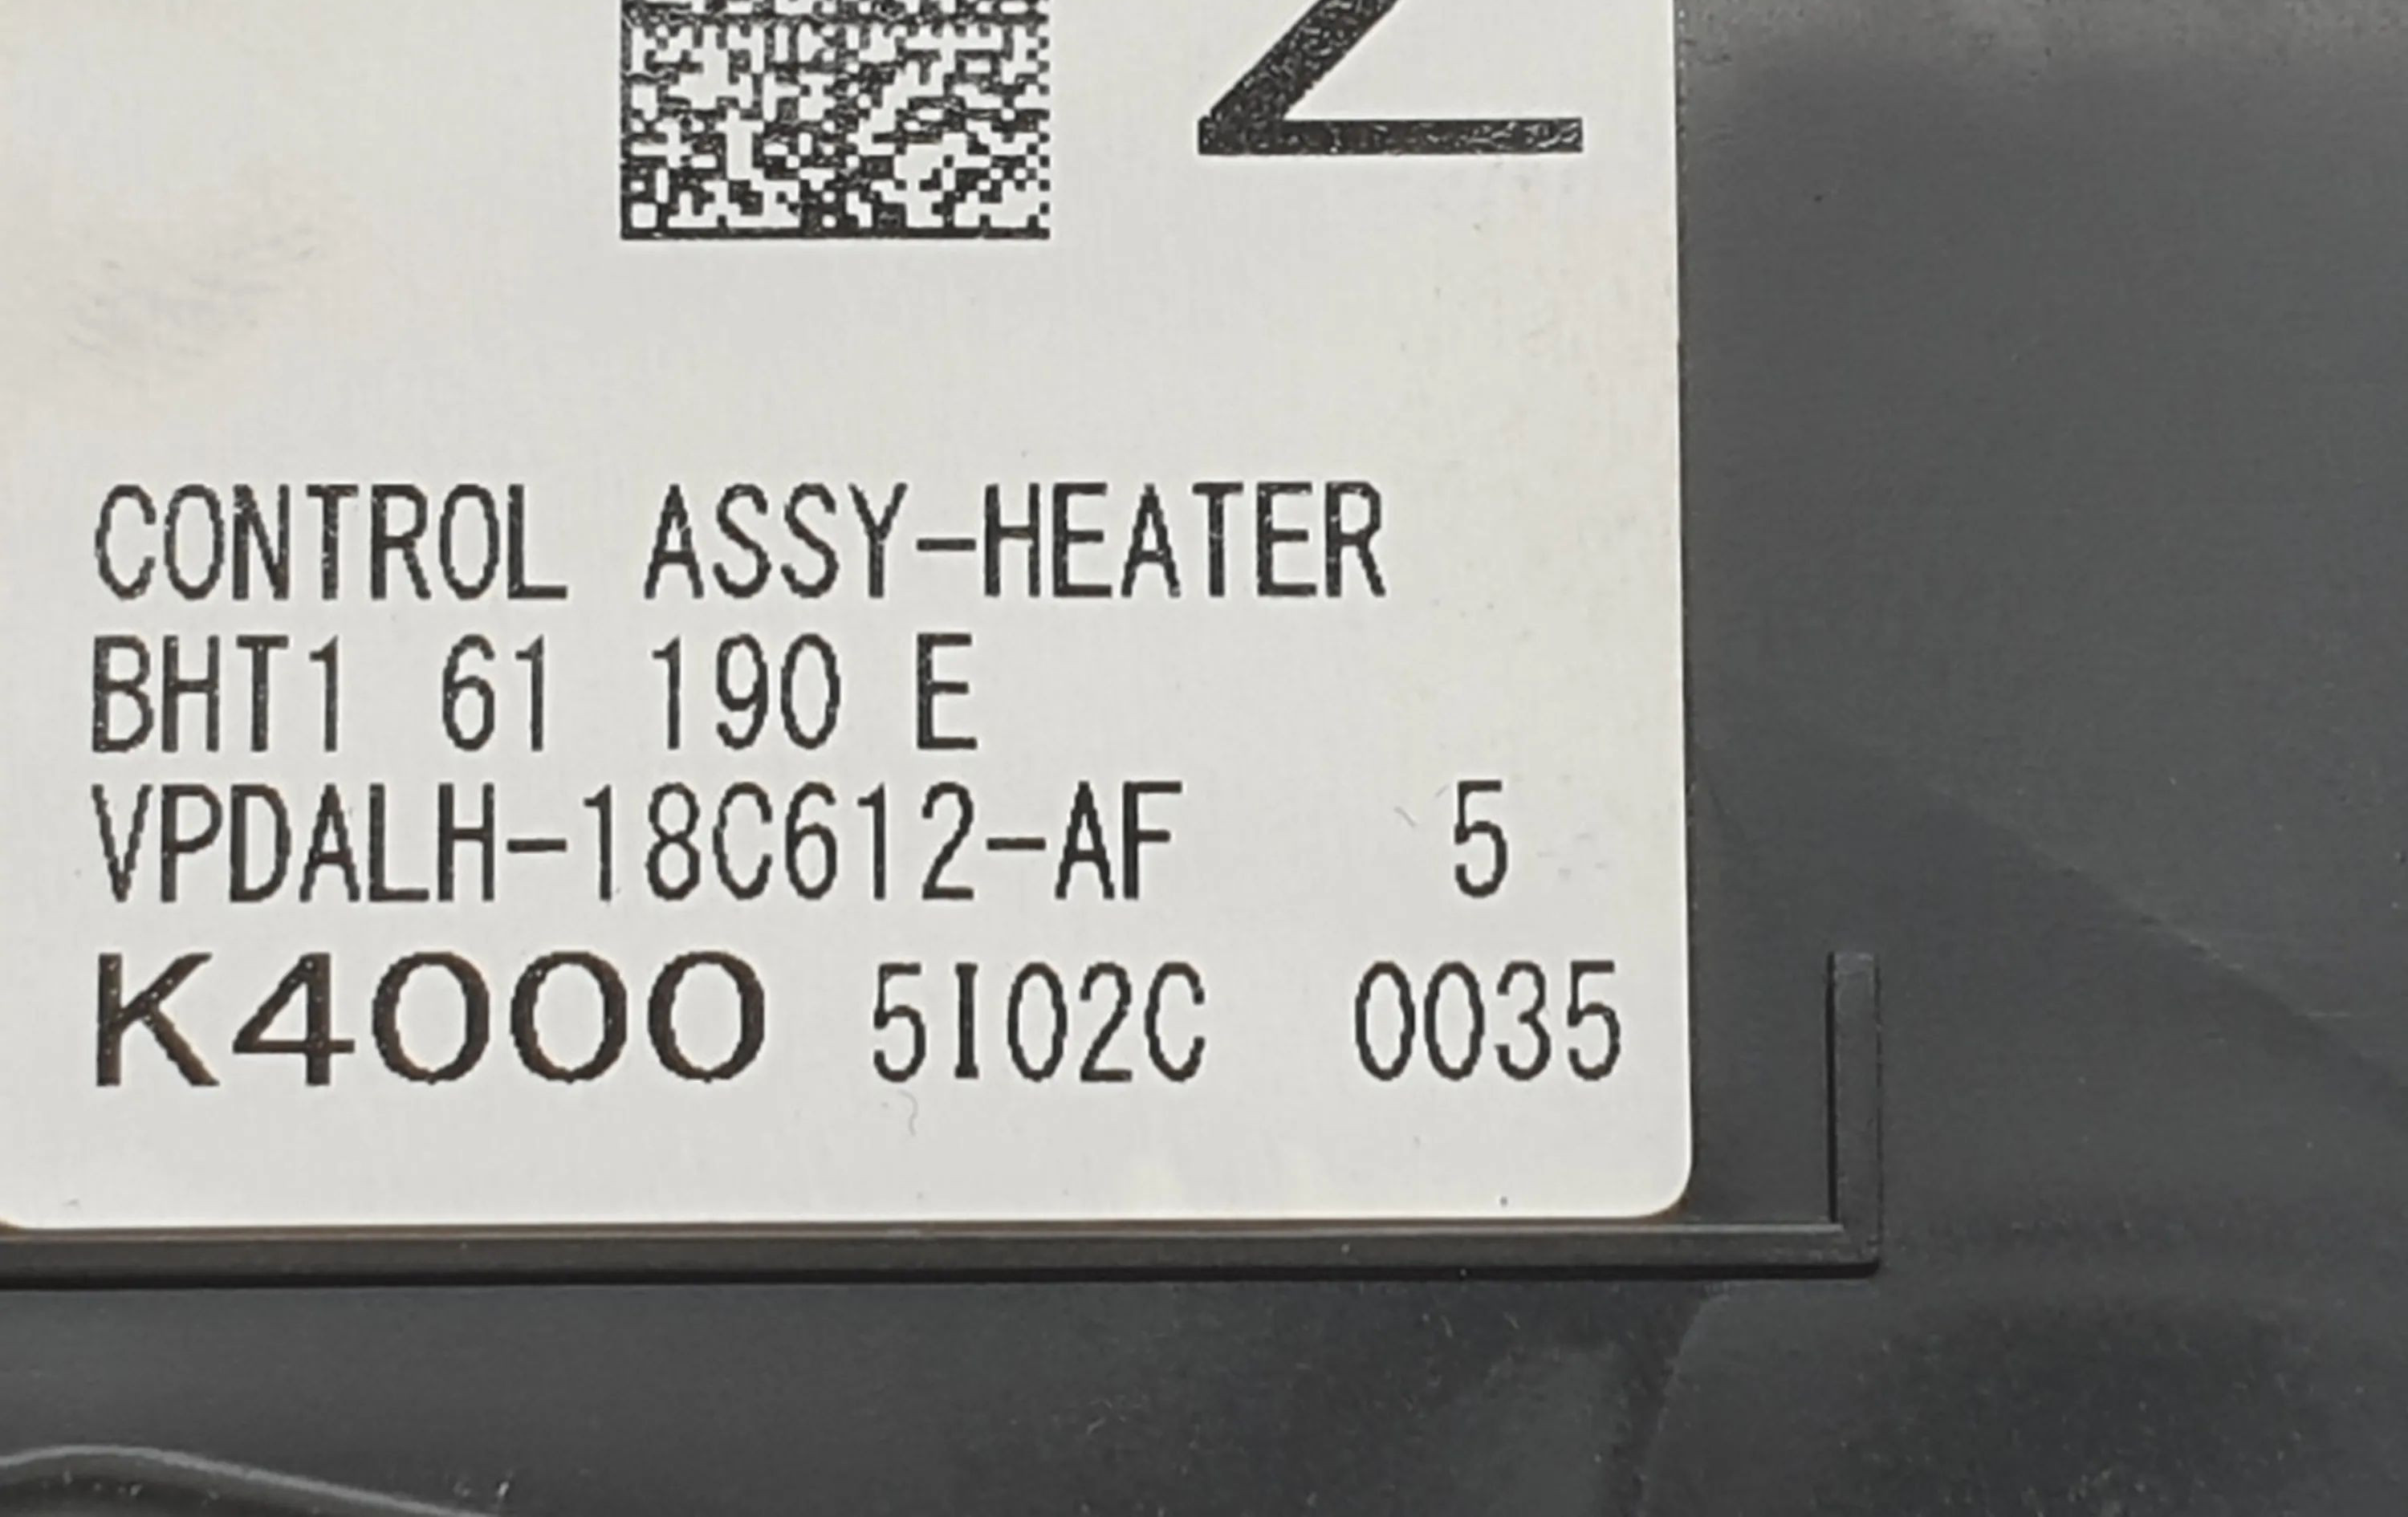 Z
CONTROL ASSY-HEATER
BHT1 61 190 E
VPDALH-18C612-AF 5
K4000 5I02C 0035